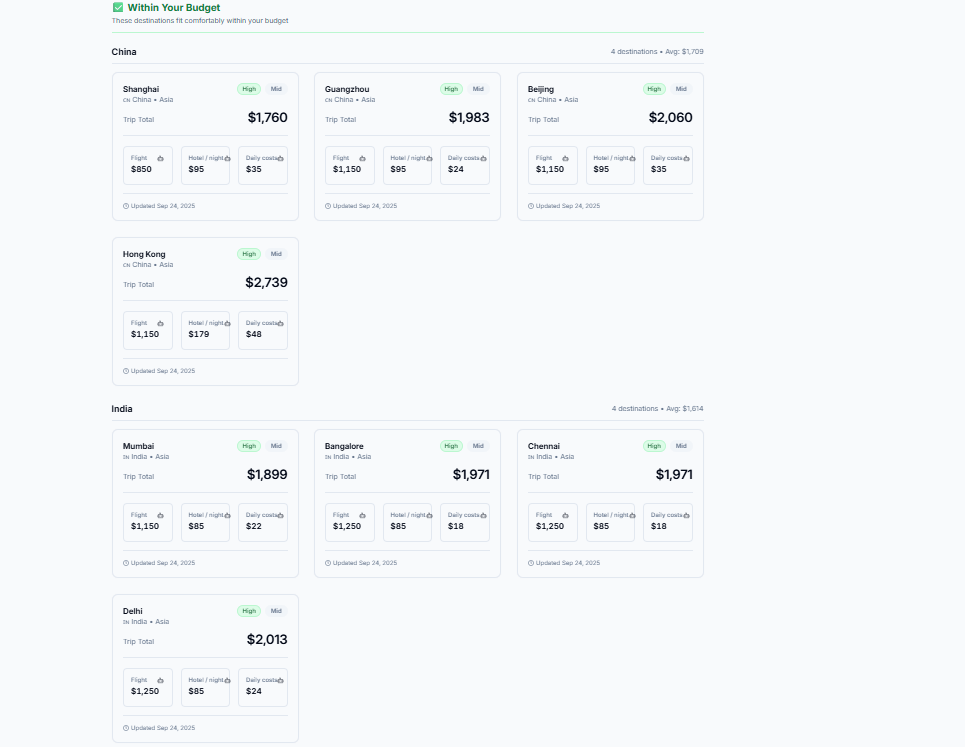 ✅ Within Your Budget
These destinations fit comfortably within your budget
China
4 destinations • Avg: $1,709
Shanghai High Mid
CN China • Asia
Trip Total $1,760
Flight Hotel / night Daily costs
$850 $95 $35
Updated Sep 24, 2025
Guangzhou High Mid
CN China • Asia
Trip Total $1,983
Flight Hotel / night Daily costs
$1,150 $95 $24
Updated Sep 24, 2025
Beijing High Mid
CN China • Asia
Trip Total $2,060
Flight Hotel / night Daily costs
$1,150 $95 $35
Updated Sep 24, 2025
Hong Kong High Mid
CN China • Asia
Trip Total $2,739
Flight Hotel / night Daily costs
$1,150 $179 $48
Updated Sep 24, 2025
India
4 destinations • Avg: $1,614
Mumbai High Mid
IN India • Asia
Trip Total $1,899
Flight Hotel / night Daily costs
$1,150 $85 $22
Updated Sep 24, 2025
Bangalore High Mid
IN India • Asia
Trip Total $1,971
Flight Hotel / night Daily costs
$1,250 $85 $18
Updated Sep 24, 2025
Chennai High Mid
IN India • Asia
Trip Total $1,971
Flight Hotel / night Daily costs
$1,250 $85 $18
Updated Sep 24, 2025
Delhi High Mid
IN India • Asia
Trip Total $2,013
Flight Hotel / night Daily costs
$1,250 $85 $24
Updated Sep 24, 2025